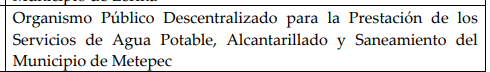 Organismo Público Descentralizado para la Prestación de los
Servicios de Agua Potable, Alcantarillado y Saneamiento del
Municipio de Metepec